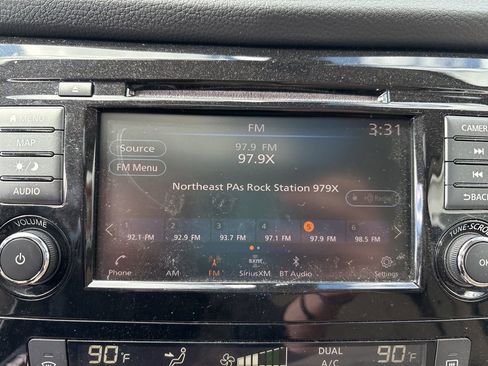 FM 3:31
MENU CAMERA
Source 97.9 FM
MAP 97.9X
FM Menu
Northeast PAs Rock Station 979X
AUDIO BACK
HD Radio
1 2 3 4 5 6
92.1 FM 92.9 FM 93.7 FM 97.1 FM 97.9 FM 98.5 FM
VOLUME TUNE·SCROLL
OK
Phone AM FM SiriusXM BT Audio Settings
90°F DUAL A/C 90°F